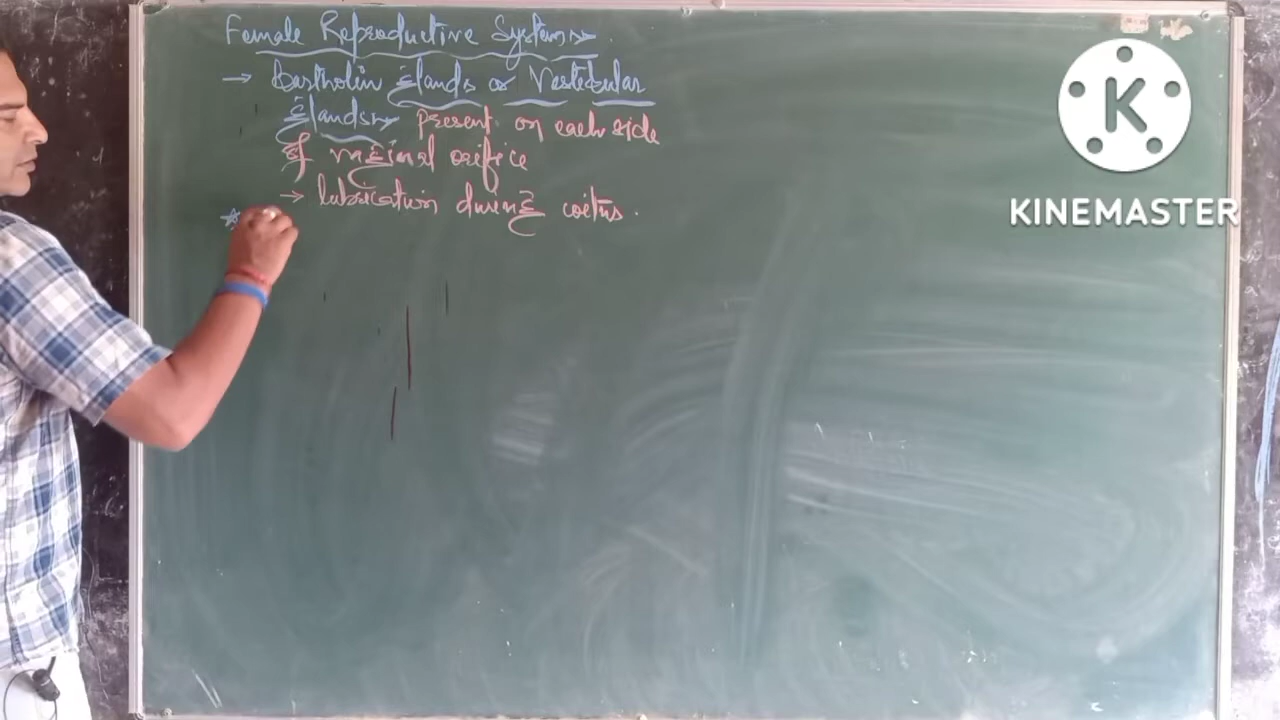 Female Reproductive System
→ Bartholin glands or Vestibular
glands present on each side
of vaginal orifice
→ lubrication during coitus.
K
KINEMASTER